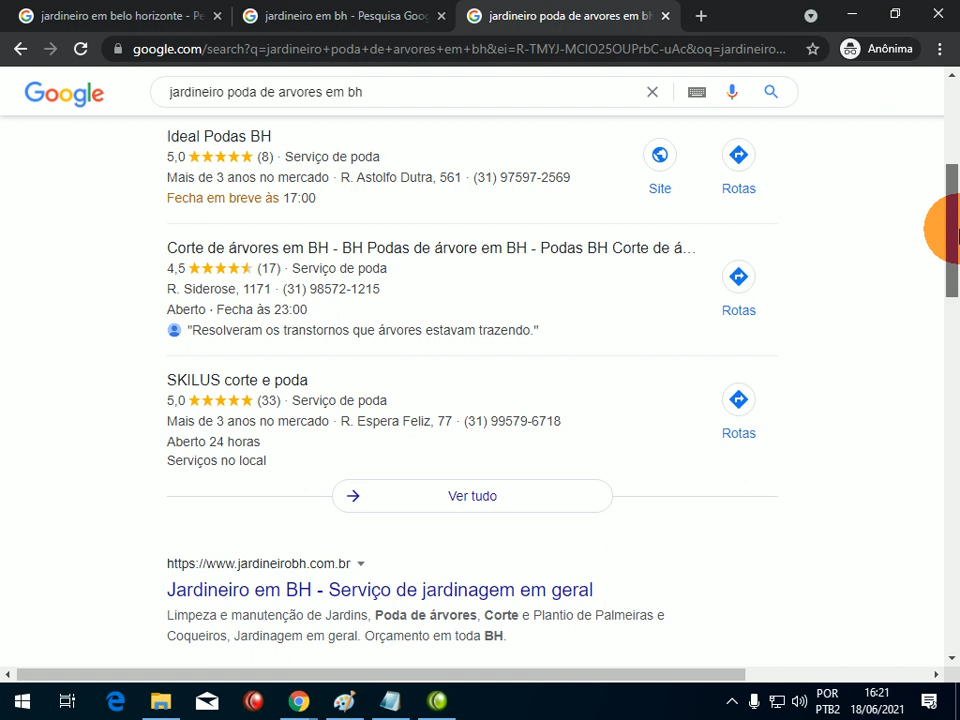 jardineiro em belo horizonte - Pe
jardineiro em bh - Pesquisa Goog
jardineiro poda de arvores em bh
google.com/search?q=jardineiro+poda+de+arvores+em+bh&ei=R-TMYJ-MCIO25OUPrbC-uAc&oq=jardineiro...
Anônima
Google
jardineiro poda de arvores em bh
Ideal Podas BH
5,0 (8) · Serviço de poda
Mais de 3 anos no mercado · R. Astolfo Dutra, 561 · (31) 97597-2569
Fecha em breve às 17:00
Site
Rotas
Corte de árvores em BH - BH Podas de árvore em BH - Podas BH Corte de á...
4,5 (17) · Serviço de poda
R. Siderose, 1171 · (31) 98572-1215
Aberto · Fecha às 23:00
"Resolveram os transtornos que árvores estavam trazendo."
Rotas
SKILUS corte e poda
5,0 (33) · Serviço de poda
Mais de 3 anos no mercado · R. Espera Feliz, 77 · (31) 99579-6718
Aberto 24 horas
Serviços no local
Rotas
Ver tudo
https://www.jardineirobh.com.br
Jardineiro em BH - Serviço de jardinagem em geral
Limpeza e manutenção de Jardins, Poda de árvores, Corte e Plantio de Palmeiras e
Coqueiros, Jardinagem em geral. Orçamento em toda BH.
POR
PTB2
16:21
18/06/2021